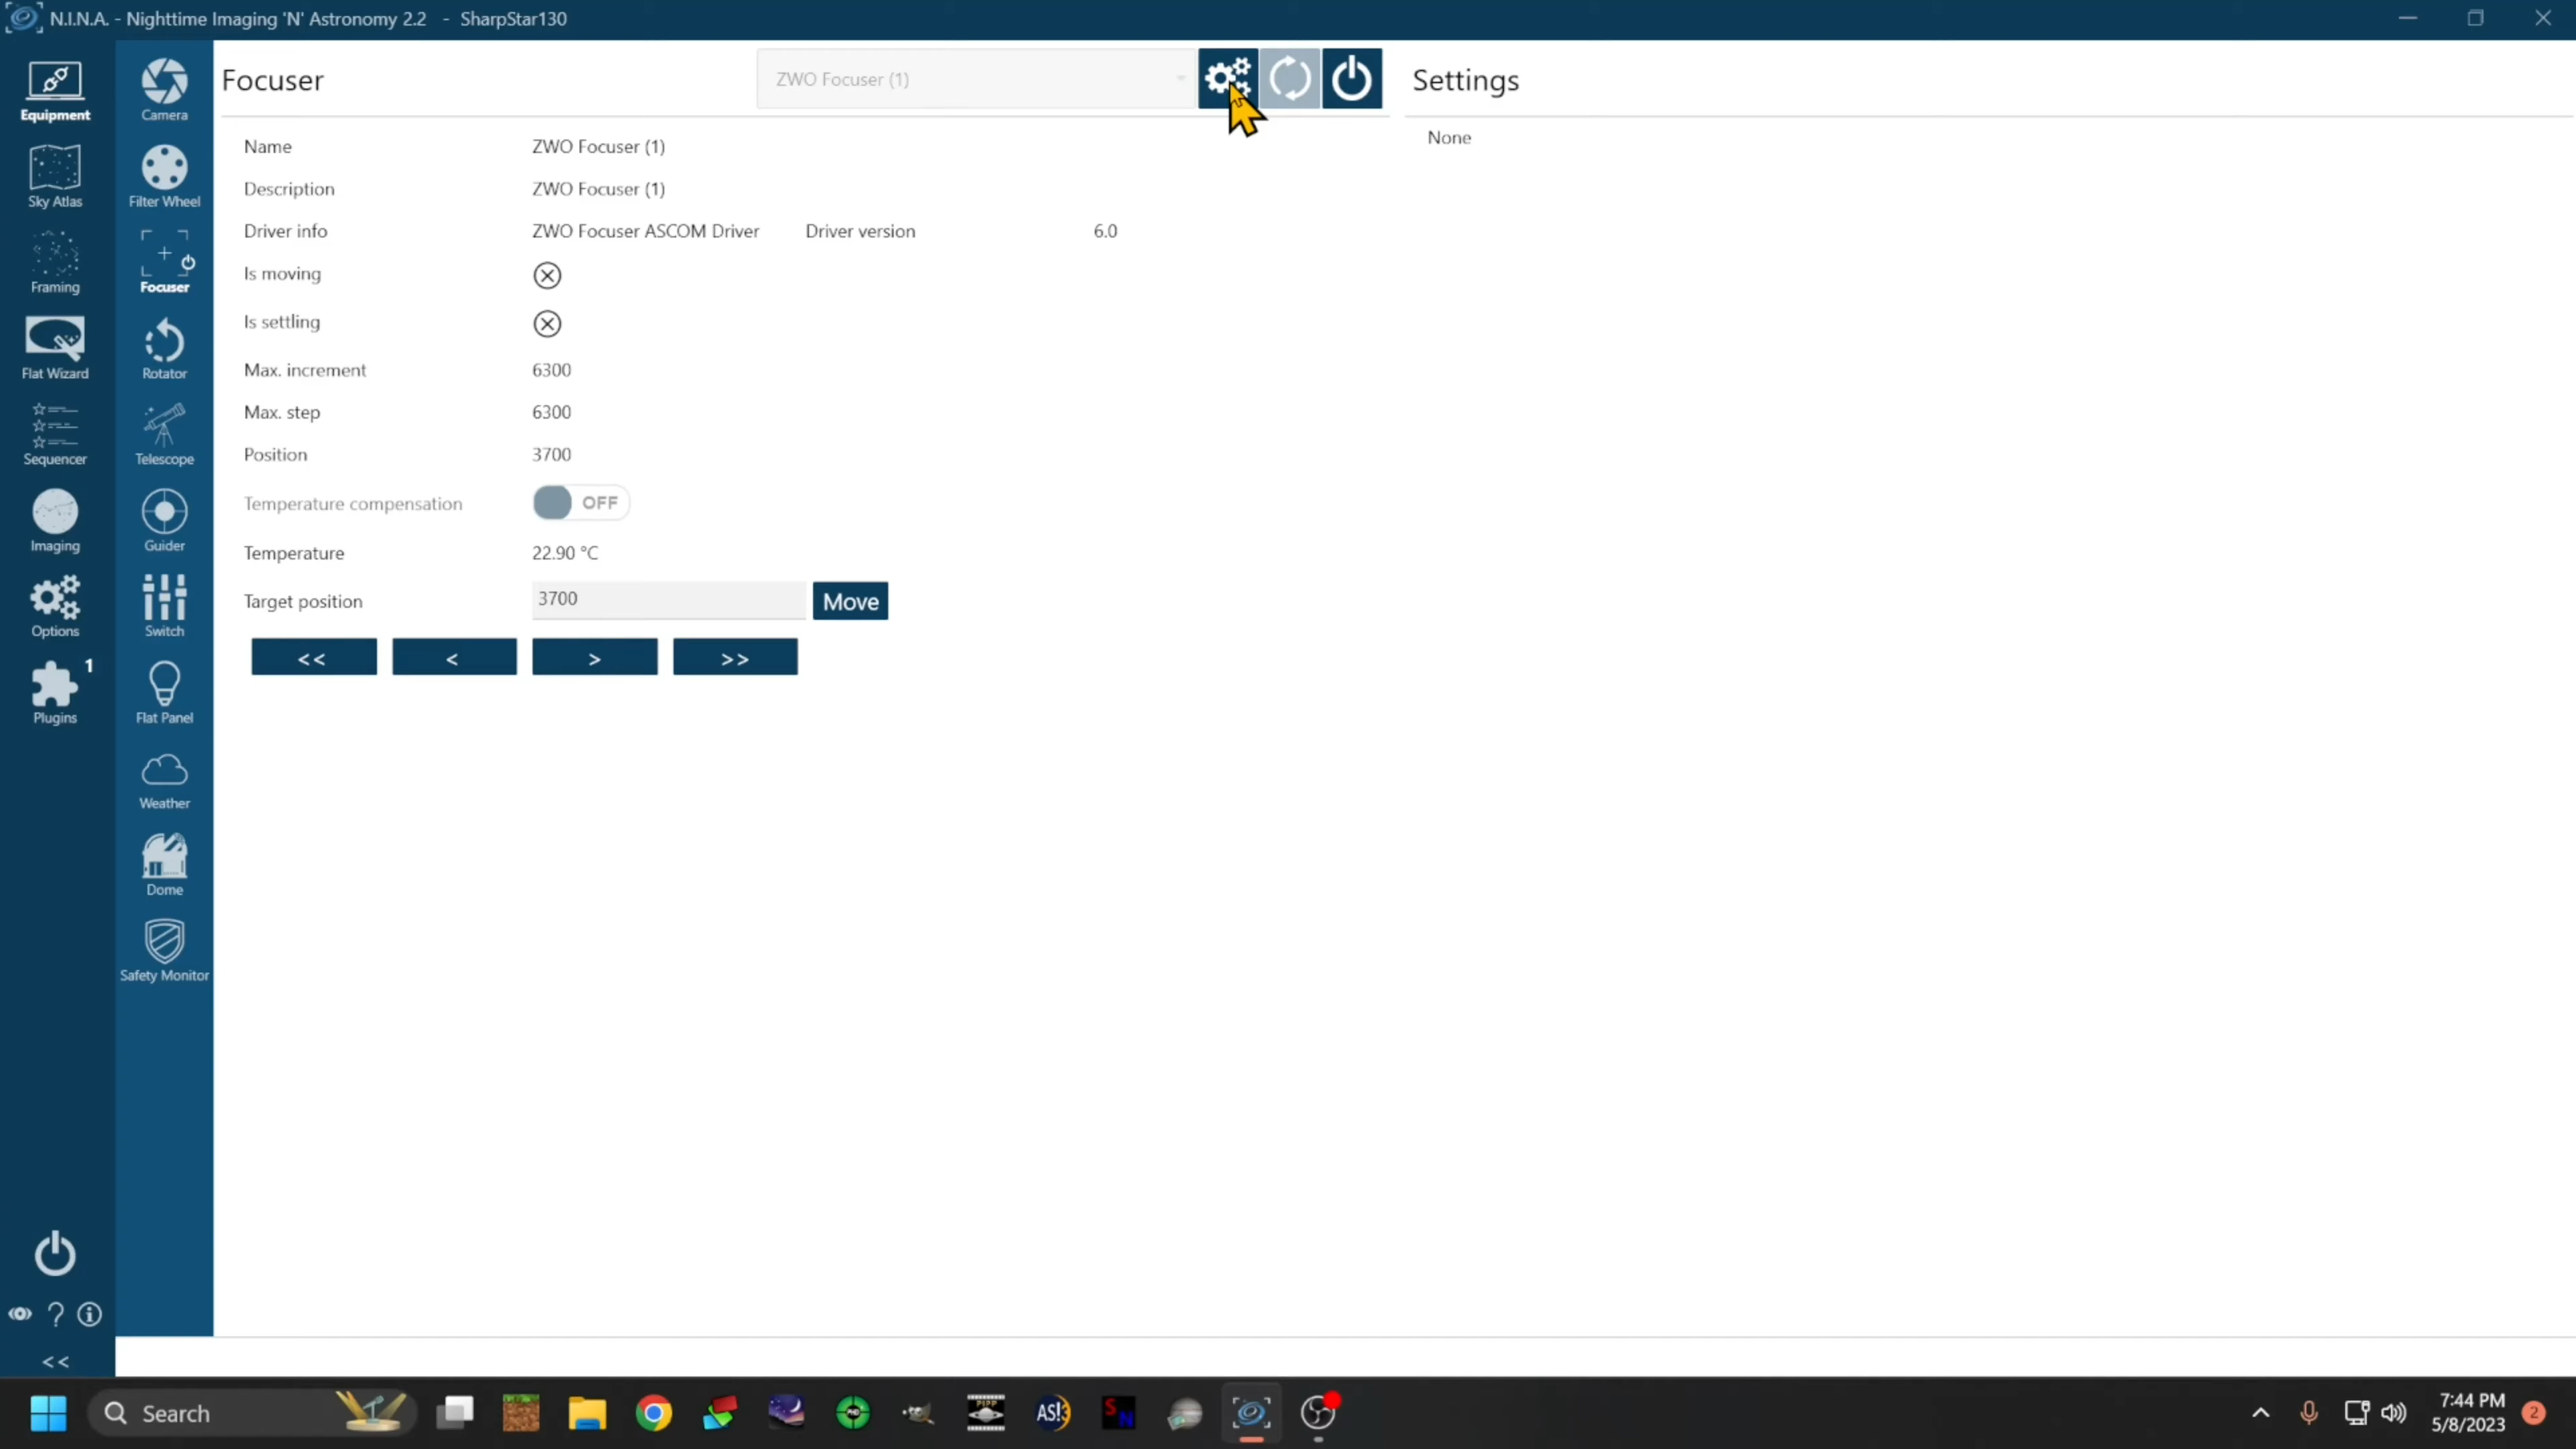 N.I.N.A. - Nighttime Imaging 'N' Astronomy 2.2 - SharpStar130
Equipment
Sky Atlas
Framing
Flat Wizard
Sequencer
Imaging
Options
1
Plugins
<<
Camera
Filter Wheel
Focuser
Rotator
Telescope
Guider
Switch
Flat Panel
Weather
Dome
Safety Monitor
Focuser
ZWO Focuser (1)
Name ZWO Focuser (1)
Description ZWO Focuser (1)
Driver info ZWO Focuser ASCOM Driver Driver version 6.0
Is moving
Is settling
Max. increment 6300
Max. step 6300
Position 3700
Temperature compensation OFF
Temperature 22.90 °C
Target position 3700 Move
<< < > >>
Settings
None
Search
PHD
PIPP
AS!3
S
N
7:44 PM
5/8/2023
2